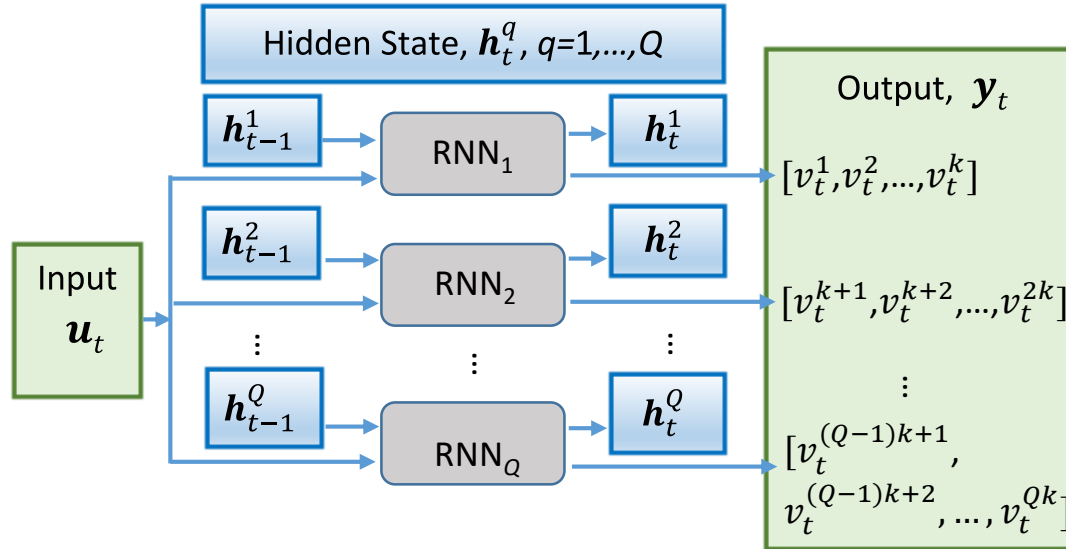 Hidden State, 𝒉_t^q, q=1,…,Q
Output, 𝒚_t
𝒉_{t−1}^1
RNN_1
𝒉_t^1
[v_t^1,v_t^2,…,v_t^k]
𝒉_{t−1}^2
RNN_2
𝒉_t^2
[v_t^{k+1},v_t^{k+2},…,v_t^{2k}]
Input
𝒖_t
⋮
⋮
⋮
⋮
𝒉_{t−1}^Q
RNN_Q
𝒉_t^Q
[v_t^{(Q−1)k+1},
v_t^{(Q−1)k+2},…,v_t^{Qk}]